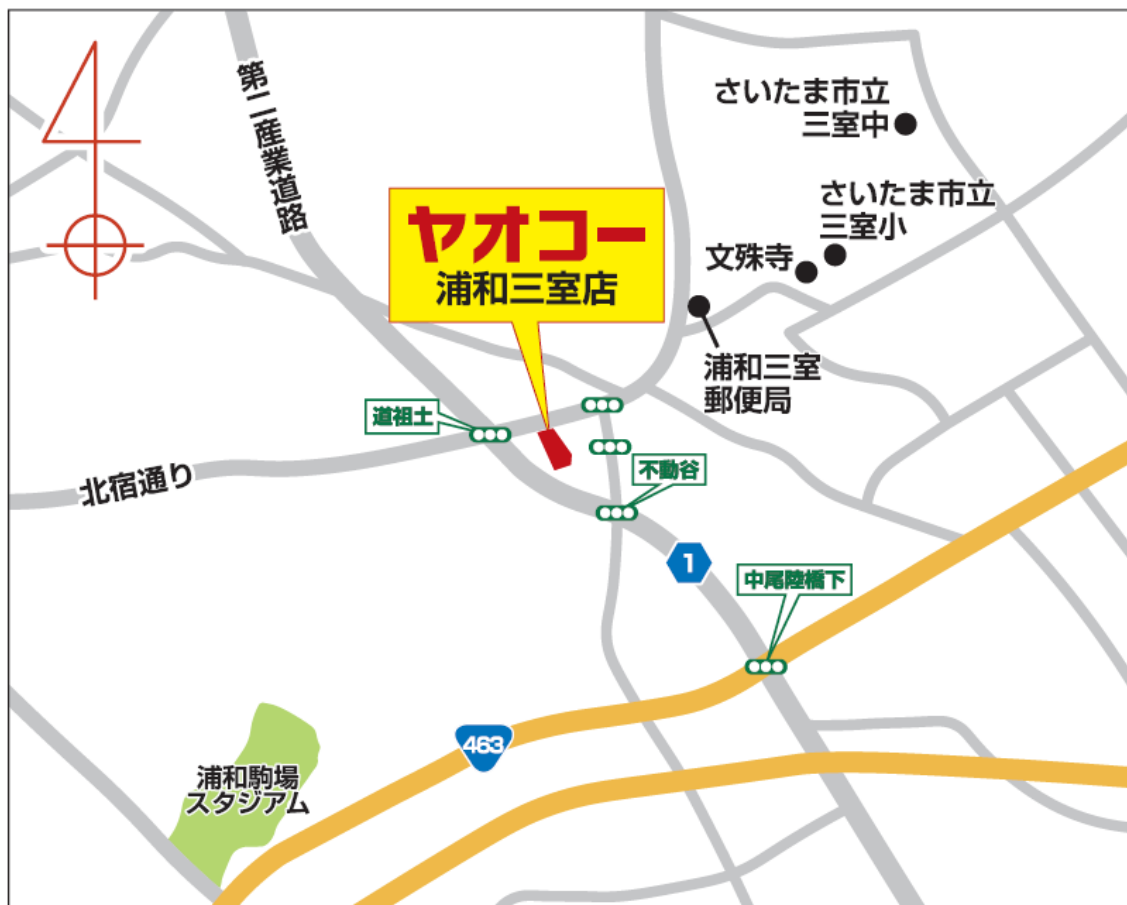 第二産業道路
さいたま市立
三室中
さいたま市立
三室小
文殊寺
ヤオコー
浦和三室店
浦和三室
郵便局
道祖土
北宿通り
不動谷
1
中尾陸橋下
463
浦和駒場
スタジアム